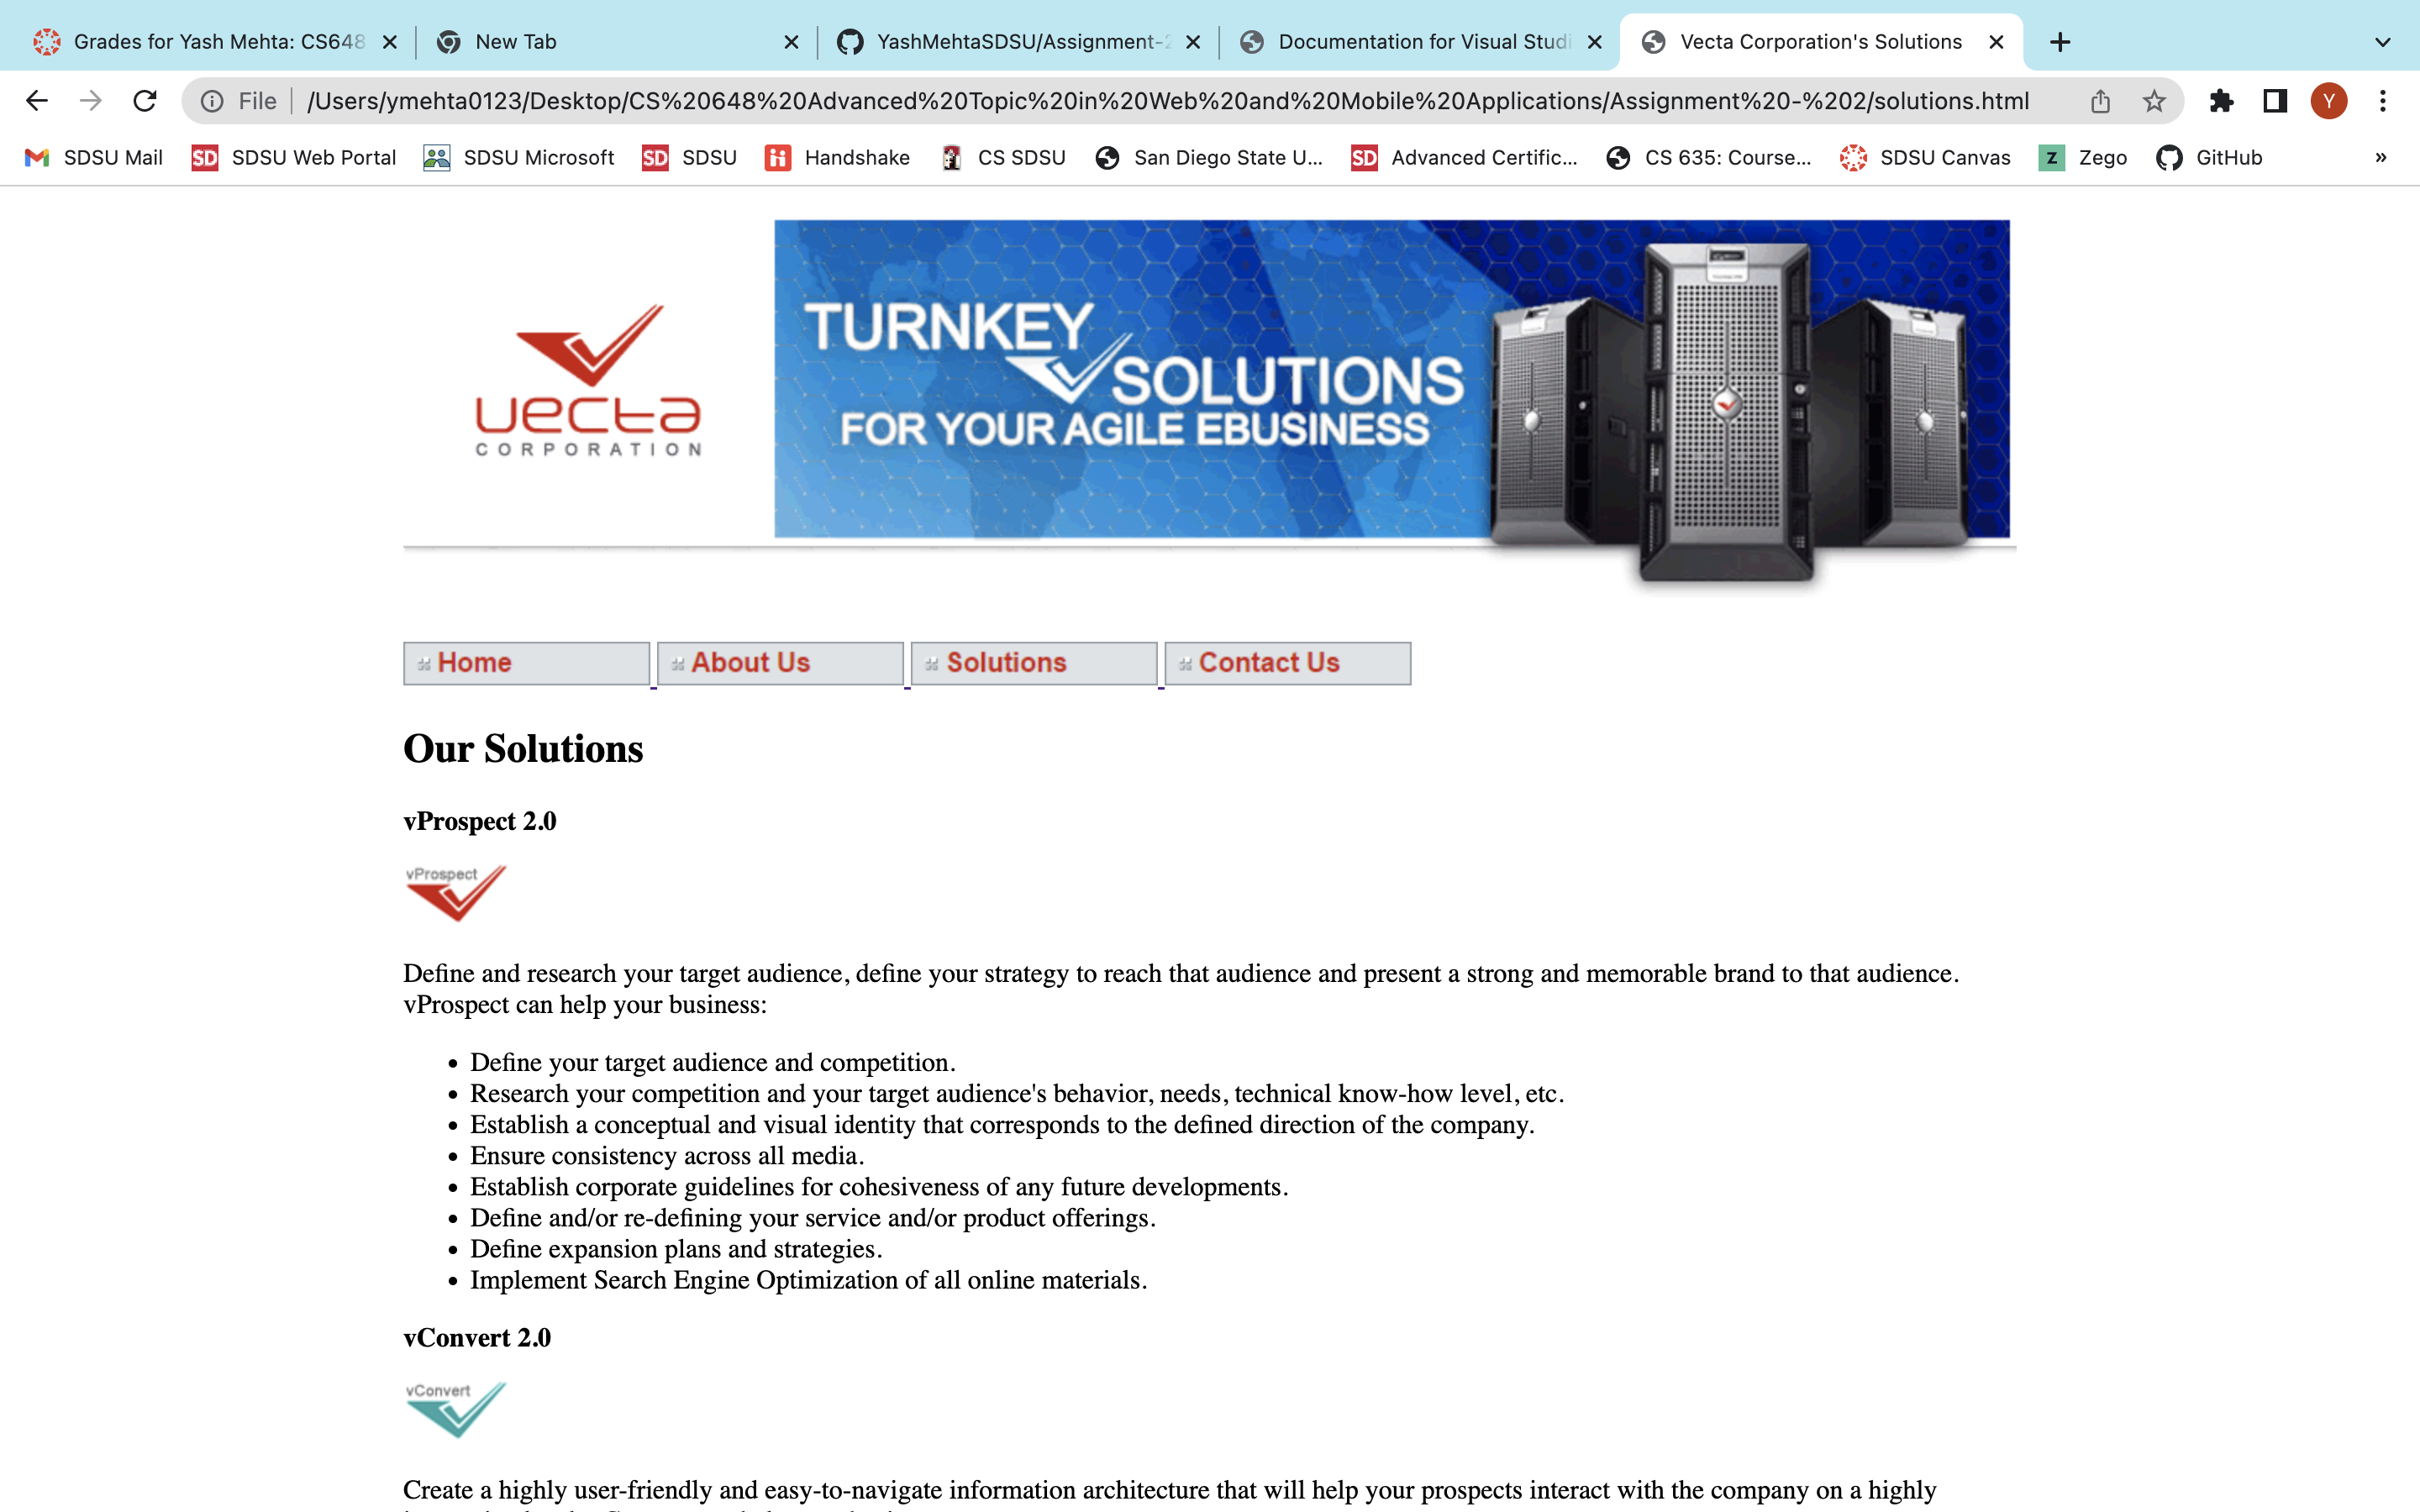 Grades for Yash Mehta: CS648
New Tab
YashMehtaSDSU/Assignment-2
Documentation for Visual Studi
Vecta Corporation's Solutions
File /Users/ymehta0123/Desktop/CS%20648%20Advanced%20Topic%20in%20Web%20and%20Mobile%20Applications/Assignment%20-%202/solutions.html
Y
SDSU Mail
SD SDSU Web Portal
SDSU Microsoft
SD SDSU
Handshake
CS SDSU
San Diego State U...
SD Advanced Certific...
CS 635: Course...
SDSU Canvas
Z Zego
GitHub
»
vecta
CORPORATION
TURNKEY
SOLUTIONS
FOR YOUR AGILE EBUSINESS
Home
About Us
Solutions
Contact Us
Our Solutions
vProspect 2.0
vProspect
Define and research your target audience, define your strategy to reach that audience and present a strong and memorable brand to that audience.
vProspect can help your business:
• Define your target audience and competition.
• Research your competition and your target audience's behavior, needs, technical know-how level, etc.
• Establish a conceptual and visual identity that corresponds to the defined direction of the company.
• Ensure consistency across all media.
• Establish corporate guidelines for cohesiveness of any future developments.
• Define and/or re-defining your service and/or product offerings.
• Define expansion plans and strategies.
• Implement Search Engine Optimization of all online materials.
vConvert 2.0
vConvert
Create a highly user-friendly and easy-to-navigate information architecture that will help your prospects interact with the company on a highly